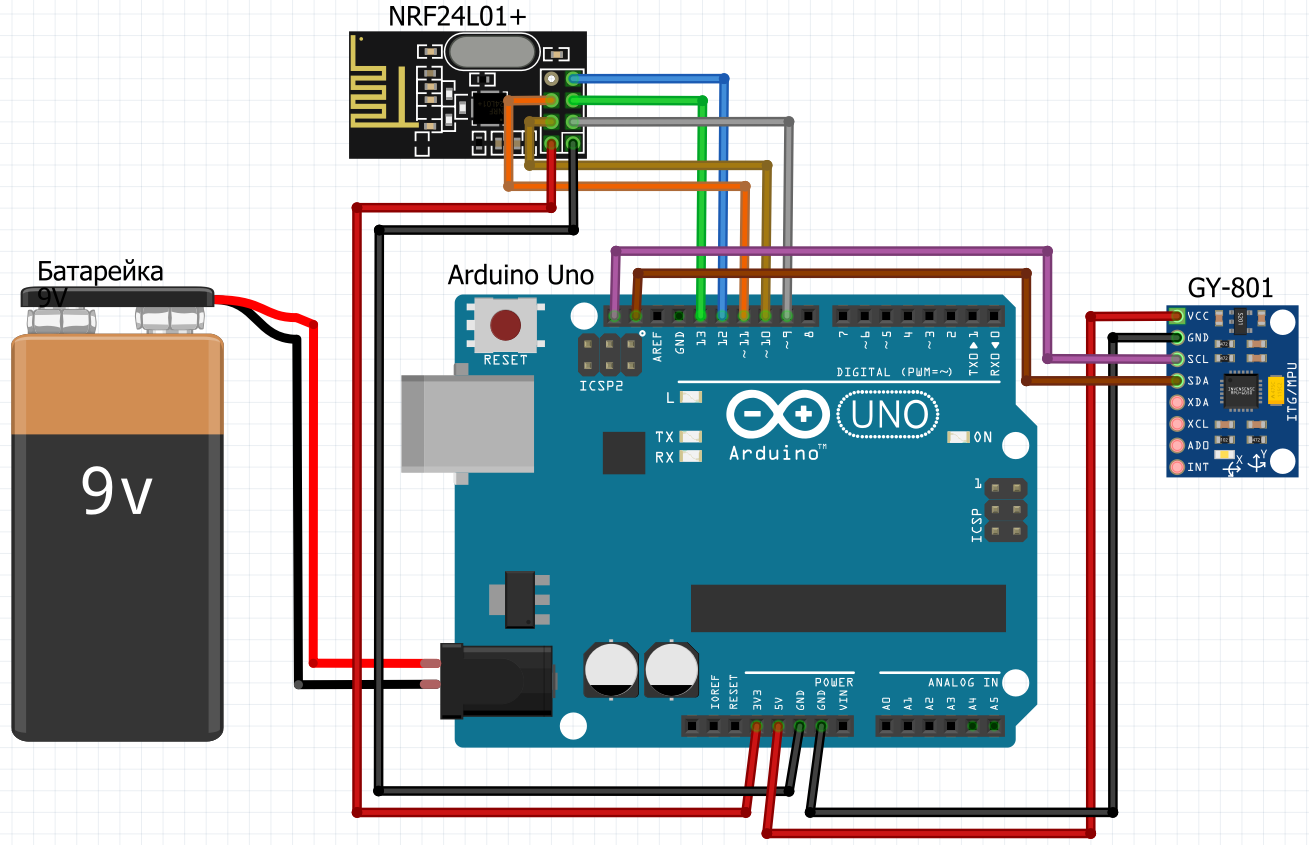 NRF24L01+
Батарейка
9V
9v
Arduino Uno
RESET
ICSP2
AREF
GND
13
12
~11
~10
~9
8
7
~6
~5
4
~3
2
TX0▶1
RX0◀0
DIGITAL (PWM=~)
L
TX
RX
UNO
Arduino™
ON
1
ICSP
POWER
ANALOG IN
IOREF
RESET
3V3
5V
GND
GND
VIN
A0
A1
A2
A3
A4
A5
GY-801
VCC
GND
SCL
SDA
XDA
XCL
ADO
INT
ITG/MPU
X
Y